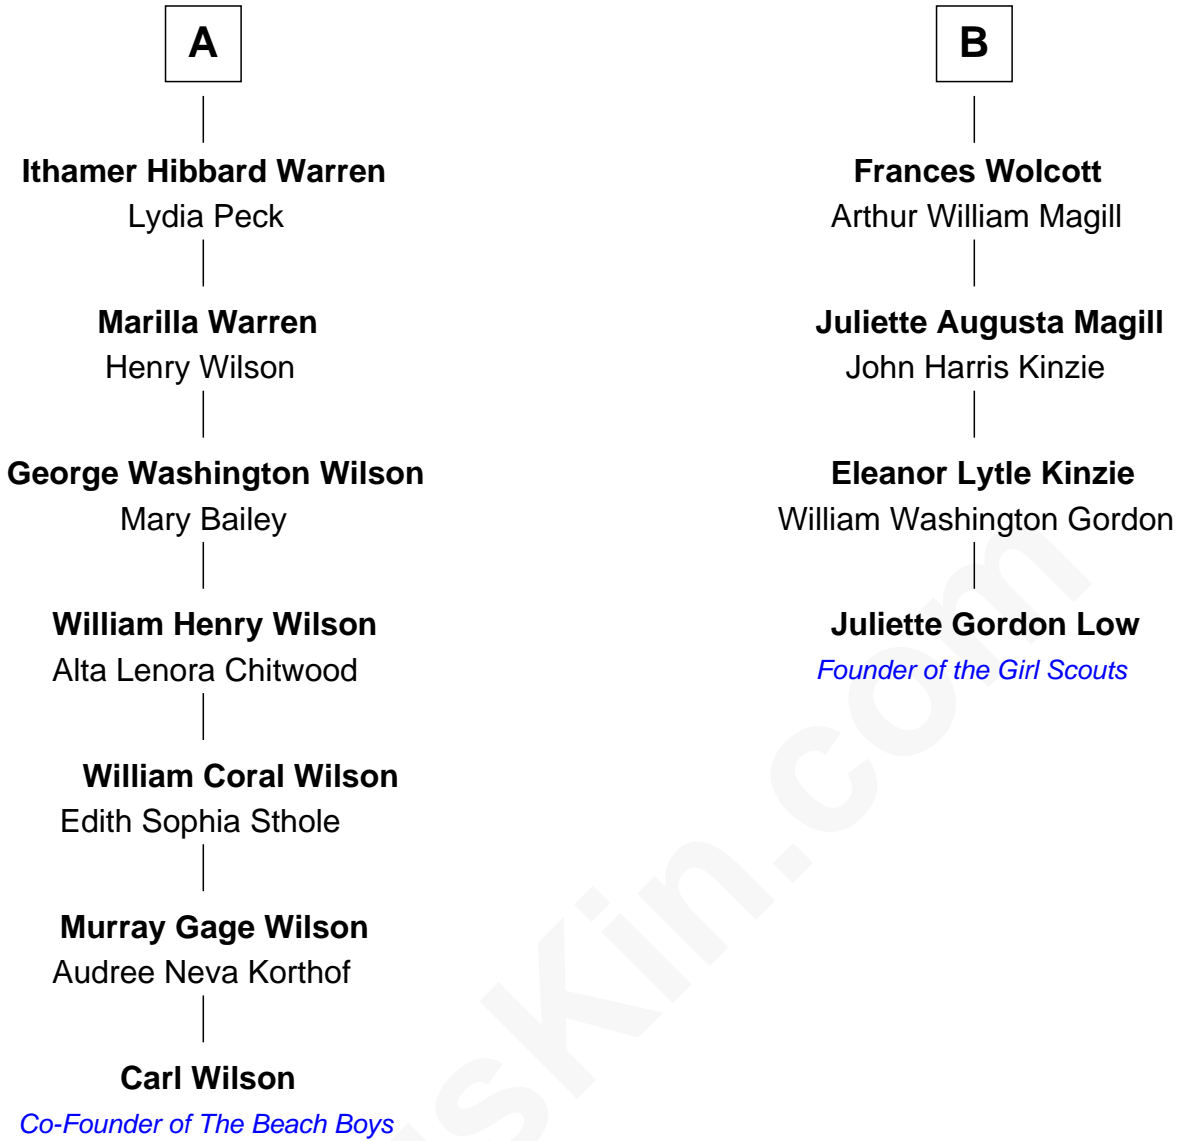 A
Ithamer Hibbard Warren
Lydia Peck
Marilla Warren
Henry Wilson
George Washington Wilson
Mary Bailey
William Henry Wilson
Alta Lenora Chitwood
William Coral Wilson
Edith Sophia Sthole
Murray Gage Wilson
Audree Neva Korthof
Carl Wilson
Co-Founder of The Beach Boys
B
Frances Wolcott
Arthur William Magill
Juliette Augusta Magill
John Harris Kinzie
Eleanor Lytle Kinzie
William Washington Gordon
Juliette Gordon Low
Founder of the Girl Scouts